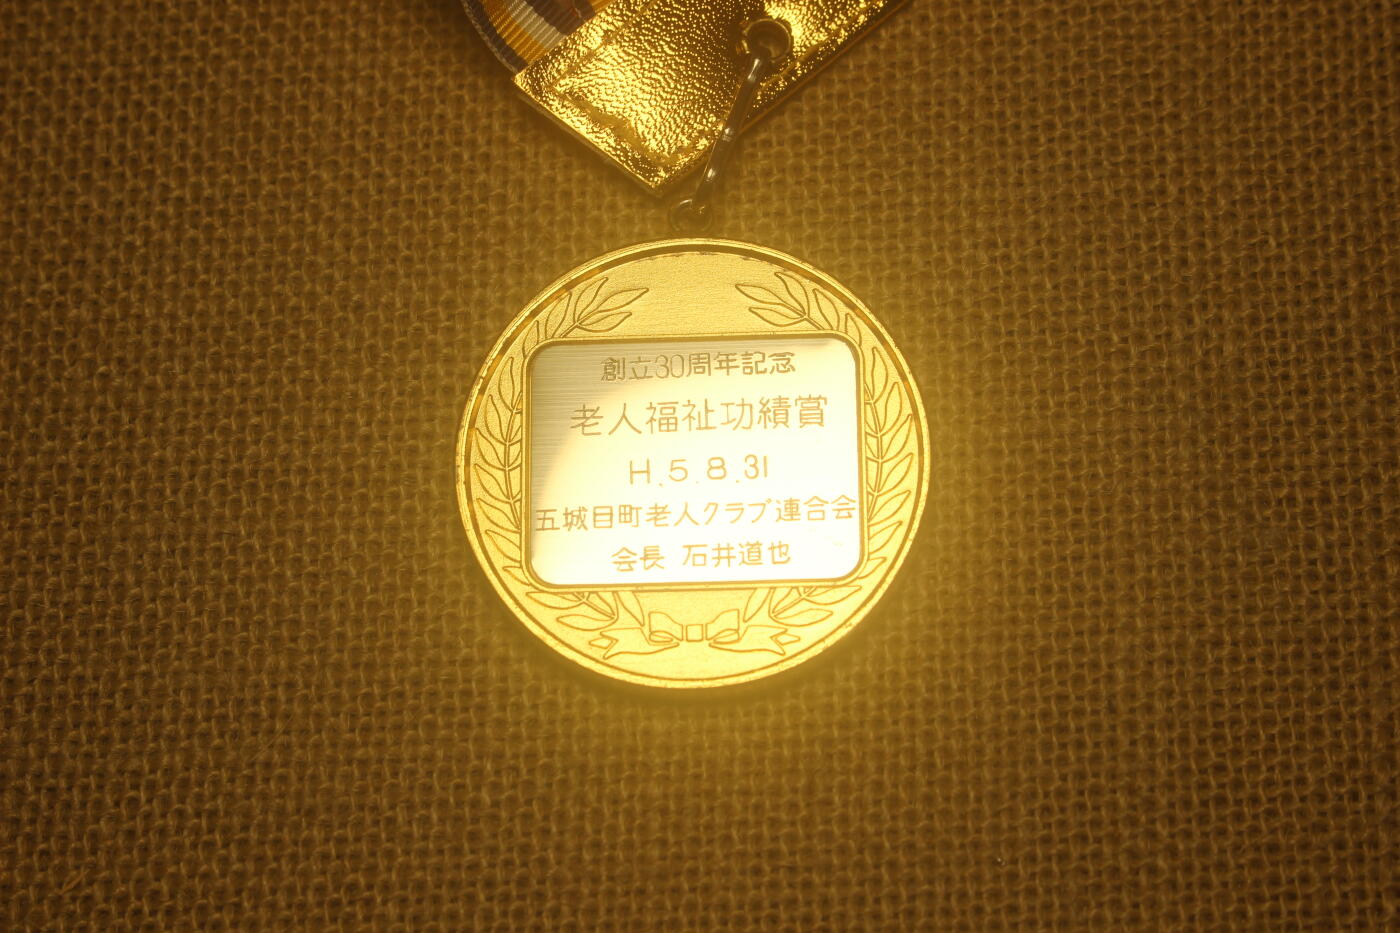 創立30周年記念
老人福祉功績賞
H.5.8.31
五城目町老人クラブ連合会
会長 石井道也